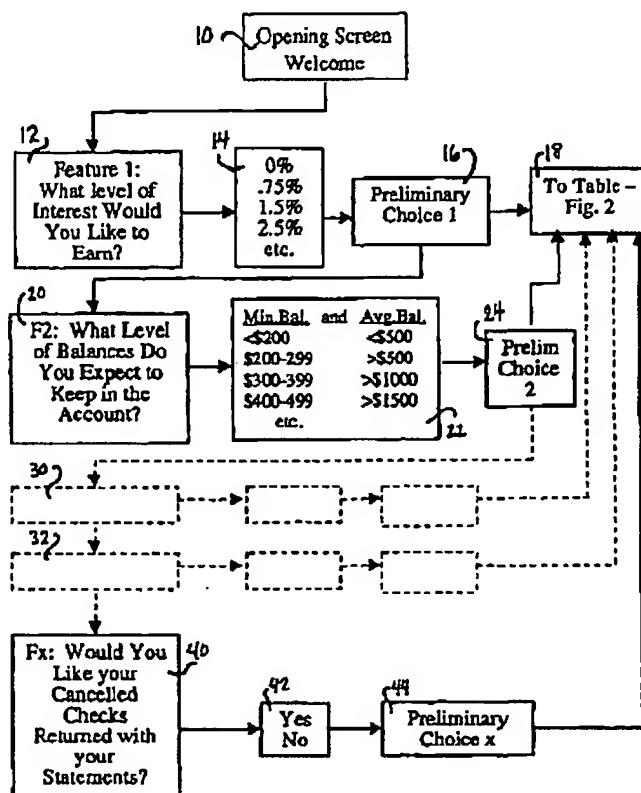 10
Opening Screen
Welcome
12
Feature 1:
What level of
Interest Would
You Like to
Earn?
14
0%
.75%
1.5%
2.5%
etc.
16
Preliminary
Choice 1
18
To Table –
Fig. 2
20
F2: What Level
of Balances Do
You Expect to
Keep in the
Account?
Min.Bal. and Avg.Bal.
<$200 <$500
$200-299 >$500
$300-399 >$1000
$400-499 >$1500
etc.
22
24
Prelim
Choice
2
30
32
Fx: Would You
Like your
Cancelled
Checks
Returned with
your
Statements?
40
42
Yes
No
44
Preliminary
Choice x